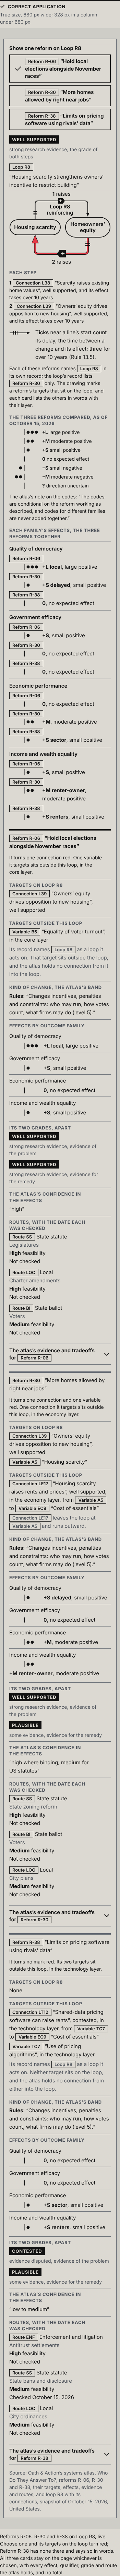 ✓ CORRECT APPLICATION
True size, 660 px wide, 328 px in a column
under 660 px
Show one reform on Loop R8
Reform R-06 "Hold local
elections alongside November
races"
Reform R-30 "More homes
allowed by right near jobs"
Reform R-38 "Limits on pricing
software using rivals' data"
WELL SUPPORTED
strong research evidence, the grade of
both steps
Loop R8
"Housing scarcity strengthens owners'
incentive to restrict building"
1 raises
Loop R8
reinforcing
Housing scarcity
Homeowners'
equity
2 raises
EACH STEP
1 Connection L38 "Scarcity raises existing
home values", well supported, and its effect
takes over 10 years
2 Connection L39 "Owners' equity drives
opposition to new housing", well supported,
and its effect takes over 10 years
Ticks near a line's start count
its delay, the time between a
change and its effect: three for
over 10 years (Rule 13.5).
Each of these reforms names Loop R8 in
its own record; the loop's record lists
Reform R-30 only. The drawing marks
a reform's targets that sit on the loop, and
each card lists the atlas's words with
their layer.
THE THREE REFORMS COMPARED, AS OF
OCTOBER 15, 2026
+L large positive
+M moderate positive
+S small positive
0 no expected effect
−S small negative
−M moderate negative
? direction uncertain
The atlas's note on the codes: "The codes
are conditional on the reform working as
described, and codes for different families
are never added together."
EACH FAMILY'S EFFECTS, THE THREE
REFORMS TOGETHER
Quality of democracy
Reform R-06
+L local, large positive
Reform R-30
+S delayed, small positive
Reform R-38
0, no expected effect
Government efficacy
Reform R-06
+S, small positive
Reform R-30
0, no expected effect
Reform R-38
0, no expected effect
Economic performance
Reform R-06
0, no expected effect
Reform R-30
+M, moderate positive
Reform R-38
+S sector, small positive
Income and wealth equality
Reform R-06
+S, small positive
Reform R-30
+M renter-owner,
moderate positive
Reform R-38
+S renters, small positive
Reform R-06 "Hold local elections
alongside November races"
It turns one connection red. One variable
it targets sits outside this loop, in the
core layer.
TARGETS ON LOOP R8
Connection L39 "Owners' equity
drives opposition to new housing",
well supported
TARGETS OUTSIDE THIS LOOP
Variable B5 "Equality of voter turnout",
in the core layer
Its record names Loop R8 as a loop it
acts on. That target sits outside the loop,
and the atlas holds no connection from it
into the loop.
KIND OF CHANGE, THE ATLAS'S BAND
Rules: "Changes incentives, penalties
and constraints: who may run, how votes
count, what firms may do (level 5)."
EFFECTS BY OUTCOME FAMILY
Quality of democracy
+L local, large positive
Government efficacy
+S, small positive
Economic performance
0, no expected effect
Income and wealth equality
+S, small positive
ITS TWO GRADES, APART
WELL SUPPORTED
strong research evidence, evidence of
the problem
WELL SUPPORTED
strong research evidence, evidence for
the remedy
THE ATLAS'S CONFIDENCE IN
THE EFFECTS
"high"
ROUTES, WITH THE DATE EACH
WAS CHECKED
Route SS State statute
Legislatures
High feasibility
Not checked
Route LOC Local
Charter amendments
High feasibility
Not checked
Route BI State ballot
Voters
Medium feasibility
Not checked
The atlas's evidence and tradeoffs
for Reform R-06
Reform R-30 "More homes allowed by
right near jobs"
It turns one connection and one variable
red. One connection it targets sits outside
this loop, in the economy layer.
TARGETS ON LOOP R8
Connection L39 "Owners' equity
drives opposition to new housing",
well supported
Variable A5 "Housing scarcity"
TARGETS OUTSIDE THIS LOOP
Connection LE17 "Housing scarcity
raises rents and prices", well supported,
in the economy layer, from Variable A5
to Variable EC9 "Cost of essentials"
Connection LE17 leaves the loop at
Variable A5 and runs outward.
KIND OF CHANGE, THE ATLAS'S BAND
Rules: "Changes incentives, penalties
and constraints: who may run, how votes
count, what firms may do (level 5)."
EFFECTS BY OUTCOME FAMILY
Quality of democracy
+S delayed, small positive
Government efficacy
0, no expected effect
Economic performance
+M, moderate positive
Income and wealth equality
+M renter-owner, moderate positive
ITS TWO GRADES, APART
WELL SUPPORTED
strong research evidence, evidence of
the problem
PLAUSIBLE
some evidence, evidence for the remedy
THE ATLAS'S CONFIDENCE IN
THE EFFECTS
"high where binding; medium for
US statutes"
ROUTES, WITH THE DATE EACH
WAS CHECKED
Route SS State statute
State zoning reform
High feasibility
Not checked
Route BI State ballot
Voters
Medium feasibility
Not checked
Route LOC Local
City plans
Medium feasibility
Not checked
The atlas's evidence and tradeoffs
for Reform R-30
Reform R-38 "Limits on pricing software
using rivals' data"
It turns no mark red. Its two targets sit
outside this loop, in the technology layer.
TARGETS ON LOOP R8
None
TARGETS OUTSIDE THIS LOOP
Connection LT12 "Shared-data pricing
software can raise rents", contested, in
the technology layer, from Variable TC7
to Variable EC9 "Cost of essentials"
Variable TC7 "Use of pricing
algorithms", in the technology layer
Its record names Loop R8 as a loop it
acts on. Neither target sits on the loop,
and the atlas holds no connection from
either into the loop.
KIND OF CHANGE, THE ATLAS'S BAND
Rules: "Changes incentives, penalties
and constraints: who may run, how votes
count, what firms may do (level 5)."
EFFECTS BY OUTCOME FAMILY
Quality of democracy
0, no expected effect
Government efficacy
0, no expected effect
Economic performance
+S sector, small positive
Income and wealth equality
+S renters, small positive
ITS TWO GRADES, APART
CONTESTED
evidence disputed, evidence of the problem
PLAUSIBLE
some evidence, evidence for the remedy
THE ATLAS'S CONFIDENCE IN
THE EFFECTS
"low to medium"
ROUTES, WITH THE DATE EACH
WAS CHECKED
Route ENF Enforcement and litigation
Antitrust settlements
High feasibility
Not checked
Route SS State statute
State bans and disclosure
Medium feasibility
Checked October 15, 2026
Route LOC Local
City ordinances
Medium feasibility
Not checked
The atlas's evidence and tradeoffs
for Reform R-38
Source: Oath & Action's systems atlas, Who
Do They Answer To?, reforms R-06, R-30
and R-38, their targets, effects, evidence
and routes, and loop R8 with its
connections, snapshot of October 15, 2026,
United States.
Reforms R-06, R-30 and R-38 on Loop R8, live.
Choose one and its targets on the loop turn red;
Reform R-38 has none there and says so in words.
All three cards stay on the page whichever is
chosen, with every effect, qualifier, grade and route
the atlas holds, and no total.